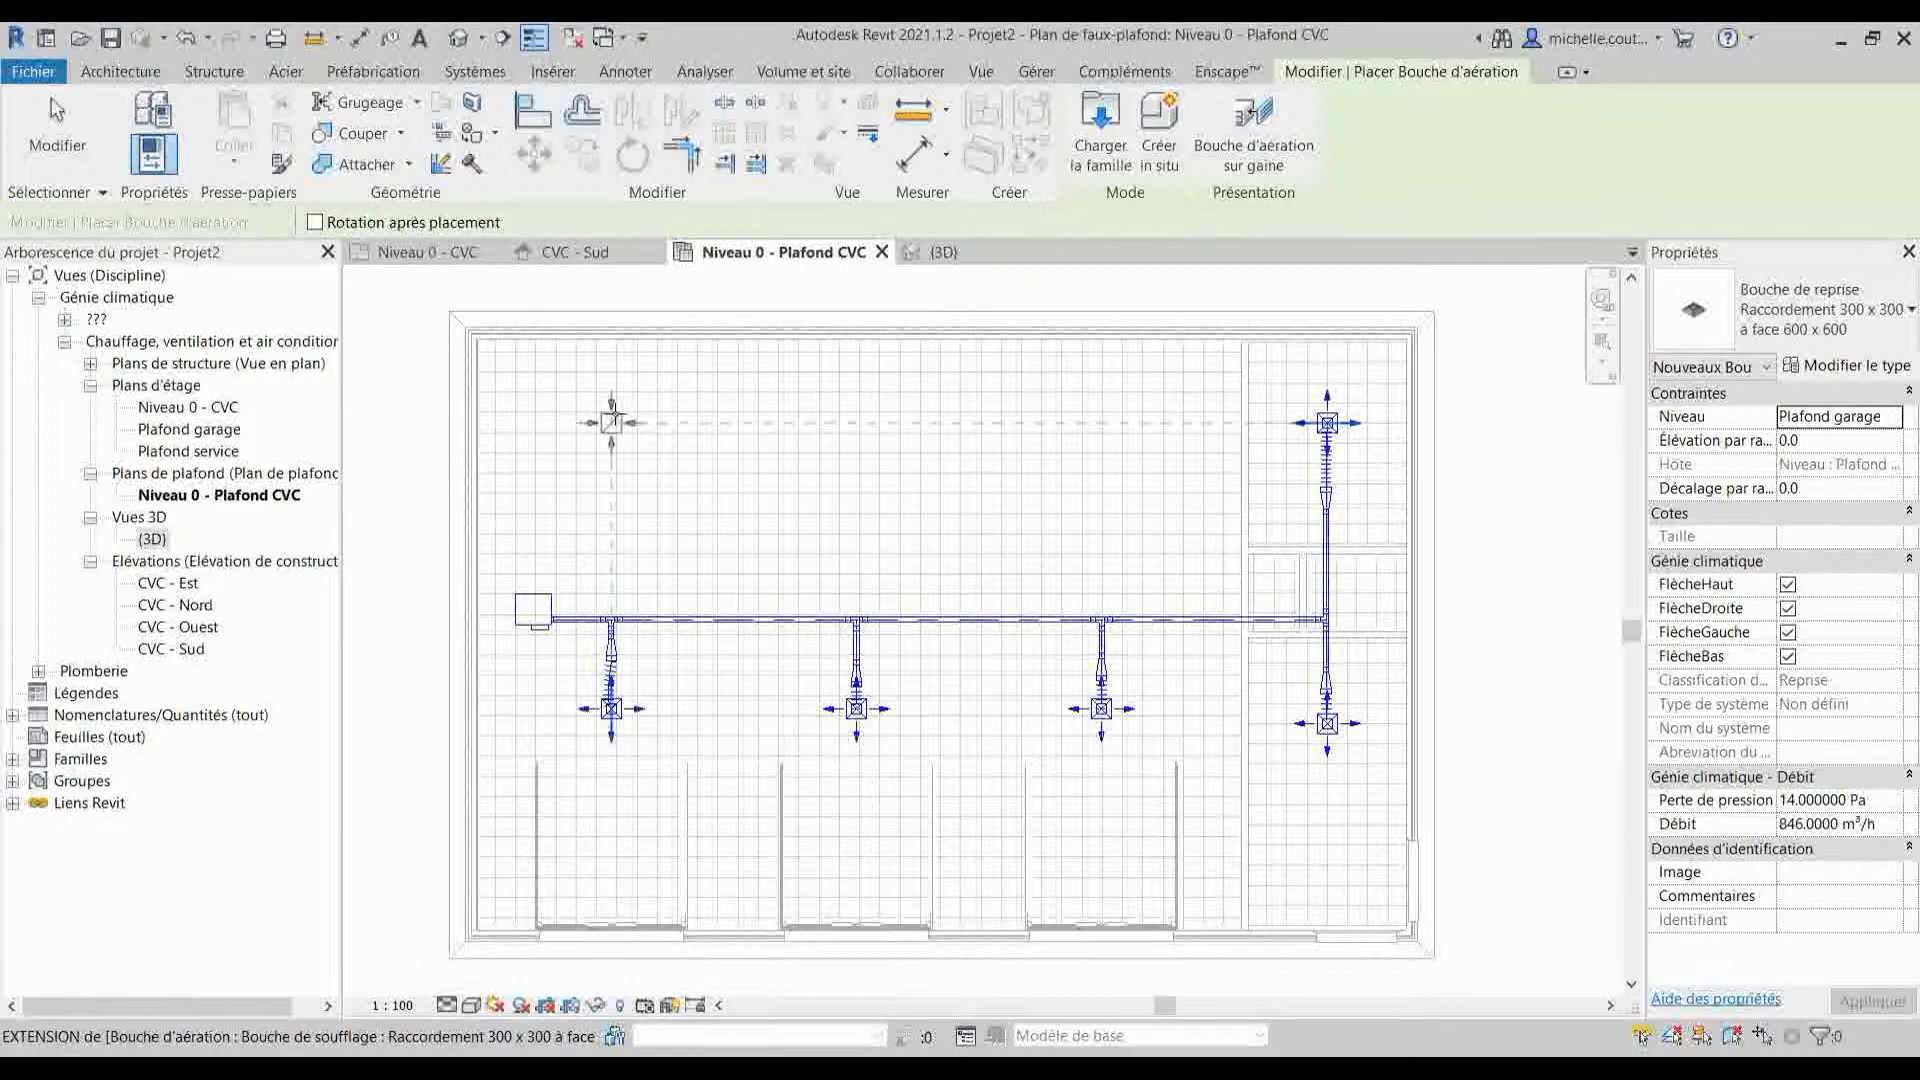 Autodesk Revit 2021.1.2 - Projet2 - Plan de faux-plafond: Niveau 0 - Plafond CVC
michelle.cout...
Fichier Architecture Structure Acier Préfabrication Systèmes Insérer Annoter Analyser Volume et site Collaborer Vue Gérer Compléments Enscape™ Modifier | Placer Bouche d'aération
Modifier
Coller
Grugeage
Couper
Attacher
Charger la famille
Créer in situ
Bouche d'aération sur gaine
Sélectionner Propriétés Presse-papiers Géométrie Modifier Vue Mesurer Créer Mode Présentation
Modifier | Placer Bouche d'aération
Rotation après placement
Arborescence du projet - Projet2
Vues (Discipline)
Génie climatique
???
Chauffage, ventilation et air condition
Plans de structure (Vue en plan)
Plans d'étage
Niveau 0 - CVC
Plafond garage
Plafond service
Plans de plafond (Plan de plafonc
Niveau 0 - Plafond CVC
Vues 3D
{3D}
Elévations (Elévation de construct
CVC - Est
CVC - Nord
CVC - Ouest
CVC - Sud
Plomberie
Légendes
Nomenclatures/Quantités (tout)
Feuilles (tout)
Familles
Groupes
Liens Revit
Niveau 0 - CVC
CVC - Sud
Niveau 0 - Plafond CVC
{3D}
Propriétés
Bouche de reprise
Raccordement 300 x 300
à face 600 x 600
Nouveaux Bou
Modifier le type
Contraintes
Niveau Plafond garage
Élévation par ra... 0.0
Hôte Niveau : Plafond ...
Décalage par ra... 0.0
Cotes
Taille
Génie climatique
FlècheHaut
FlècheDroite
FlècheGauche
FlècheBas
Classification d... Reprise
Type de système Non défini
Nom du système
Abreviation du ...
Génie climatique - Débit
Perte de pression 14.000000 Pa
Débit 846.0000 m³/h
Données d'identification
Image
Commentaires
Identifiant
Aide des propriétés
Appliquer
1 : 100
EXTENSION de [Bouche d'aération : Bouche de soufflage : Raccordement 300 x 300 à face
:0
Modèle de base
:0